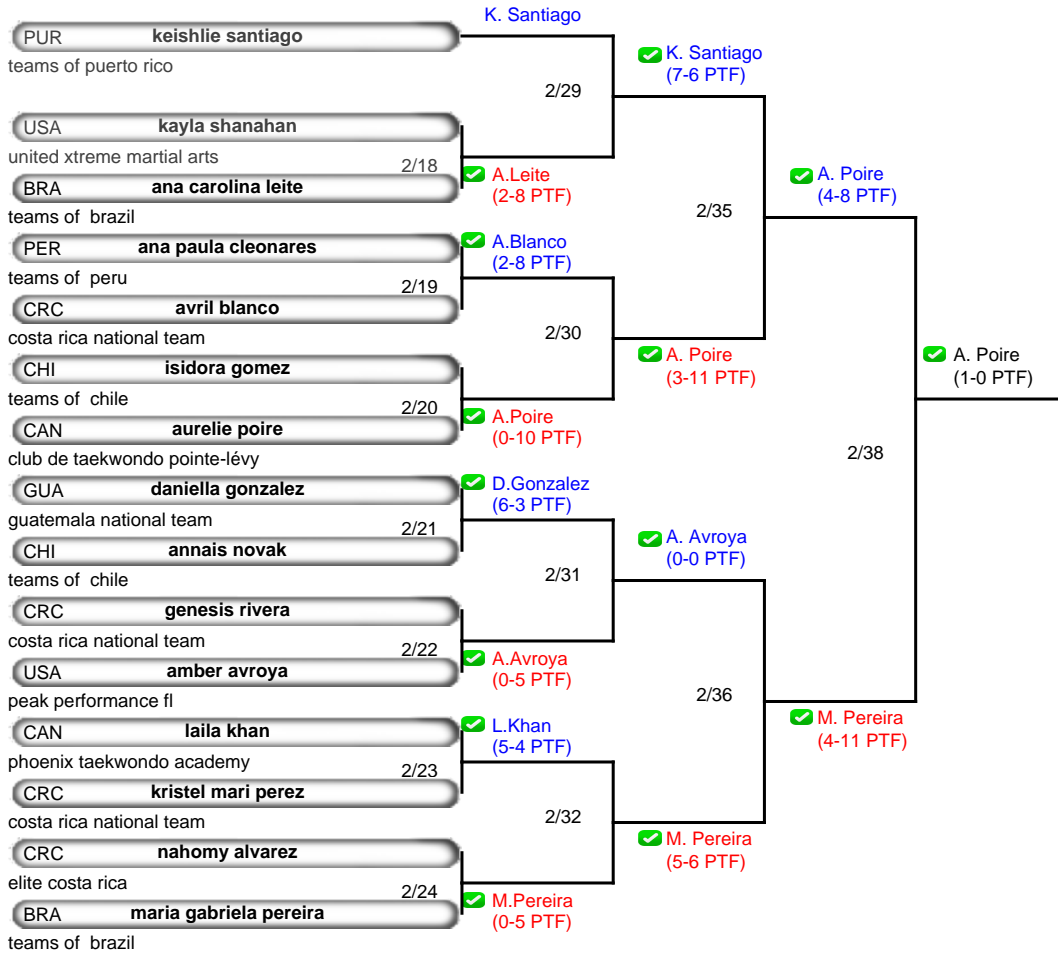 K. Santiago
PUR keishlie santiago
teams of puerto rico
K. Santiago
(7-6 PTF)
2/29
USA kayla shanahan
united xtreme martial arts
2/18
BRA ana carolina leite
teams of brazil
A.Leite
(2-8 PTF)
A. Poire
(4-8 PTF)
2/35
PER ana paula cleonares
teams of peru
A.Blanco
(2-8 PTF)
2/19
CRC avril blanco
costa rica national team
2/30
CHI isidora gomez
teams of chile
A. Poire
(3-11 PTF)
A. Poire
(1-0 PTF)
2/20
CAN aurelie poire
club de taekwondo pointe-lévy
A.Poire
(0-10 PTF)
2/38
GUA daniella gonzalez
guatemala national team
D.Gonzalez
(6-3 PTF)
2/21
CHI annais novak
teams of chile
A. Avroya
(0-0 PTF)
2/31
CRC genesis rivera
costa rica national team
2/22
USA amber avroya
peak performance fl
A.Avroya
(0-5 PTF)
2/36
CAN laila khan
phoenix taekwondo academy
L.Khan
(5-4 PTF)
M. Pereira
(4-11 PTF)
2/23
CRC kristel mari perez
costa rica national team
2/32
CRC nahomy alvarez
elite costa rica
M. Pereira
(5-6 PTF)
2/24
BRA maria gabriela pereira
teams of brazil
M.Pereira
(0-5 PTF)